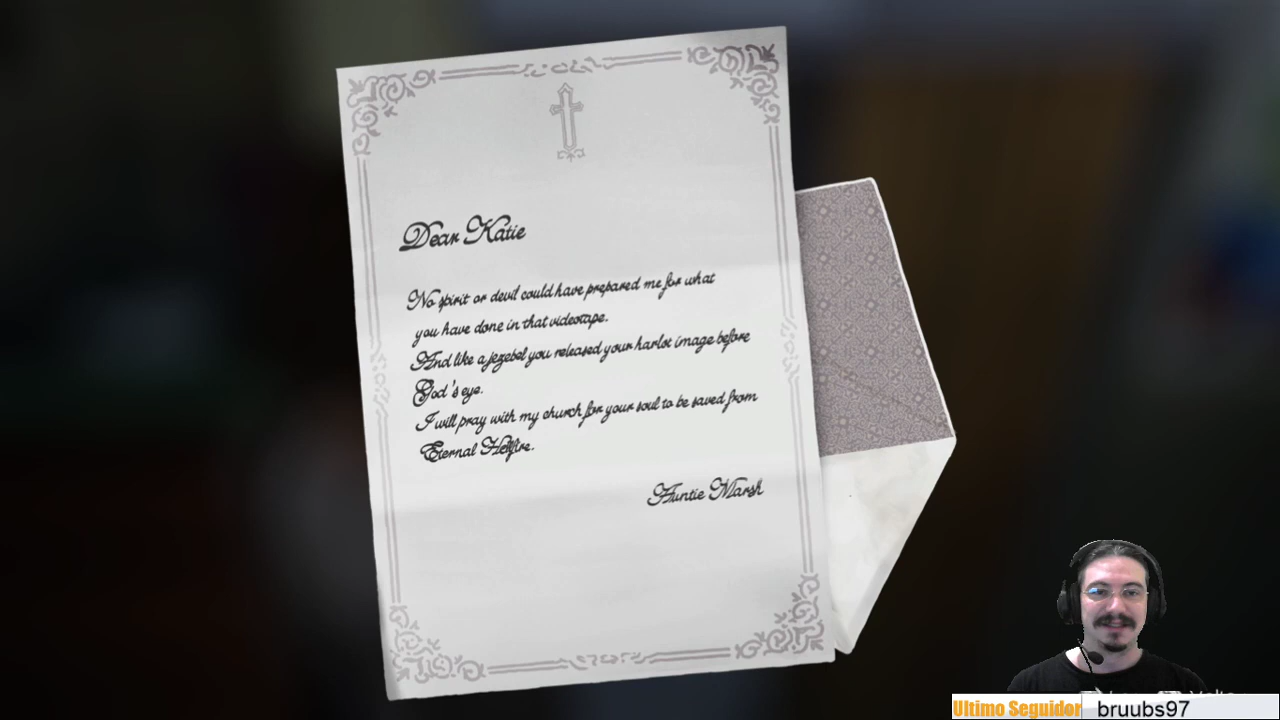 Dear Katie
No spirit or devil could have prepared me for what
you have done in that videotape.
And like a jezebel you released your harlot image before
God's eye.
I will pray with my church for your soul to be saved from
Eternal Hellfire.
Auntie Marsh
Ultimo Seguidor bruubs97